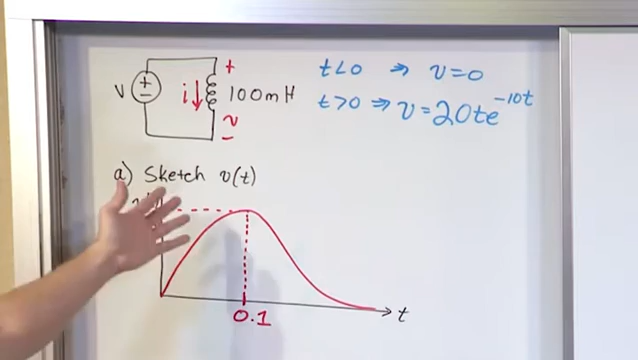 t<0 ⇒ v=0
t>0 ⇒ v=20te^{-10t}
V
+
−
i
+
100mH
v
−
a) Sketch v(t)
t
0.1